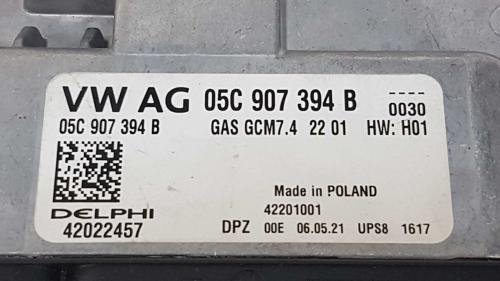 VW AG 05C 907 394 B ----
0030
05C 907 394 B GAS GCM7.4 22 01 HW: H01
Made in POLAND
DELPHI 42201001
42022457 DPZ 00E 06.05.21 UPS8 1617